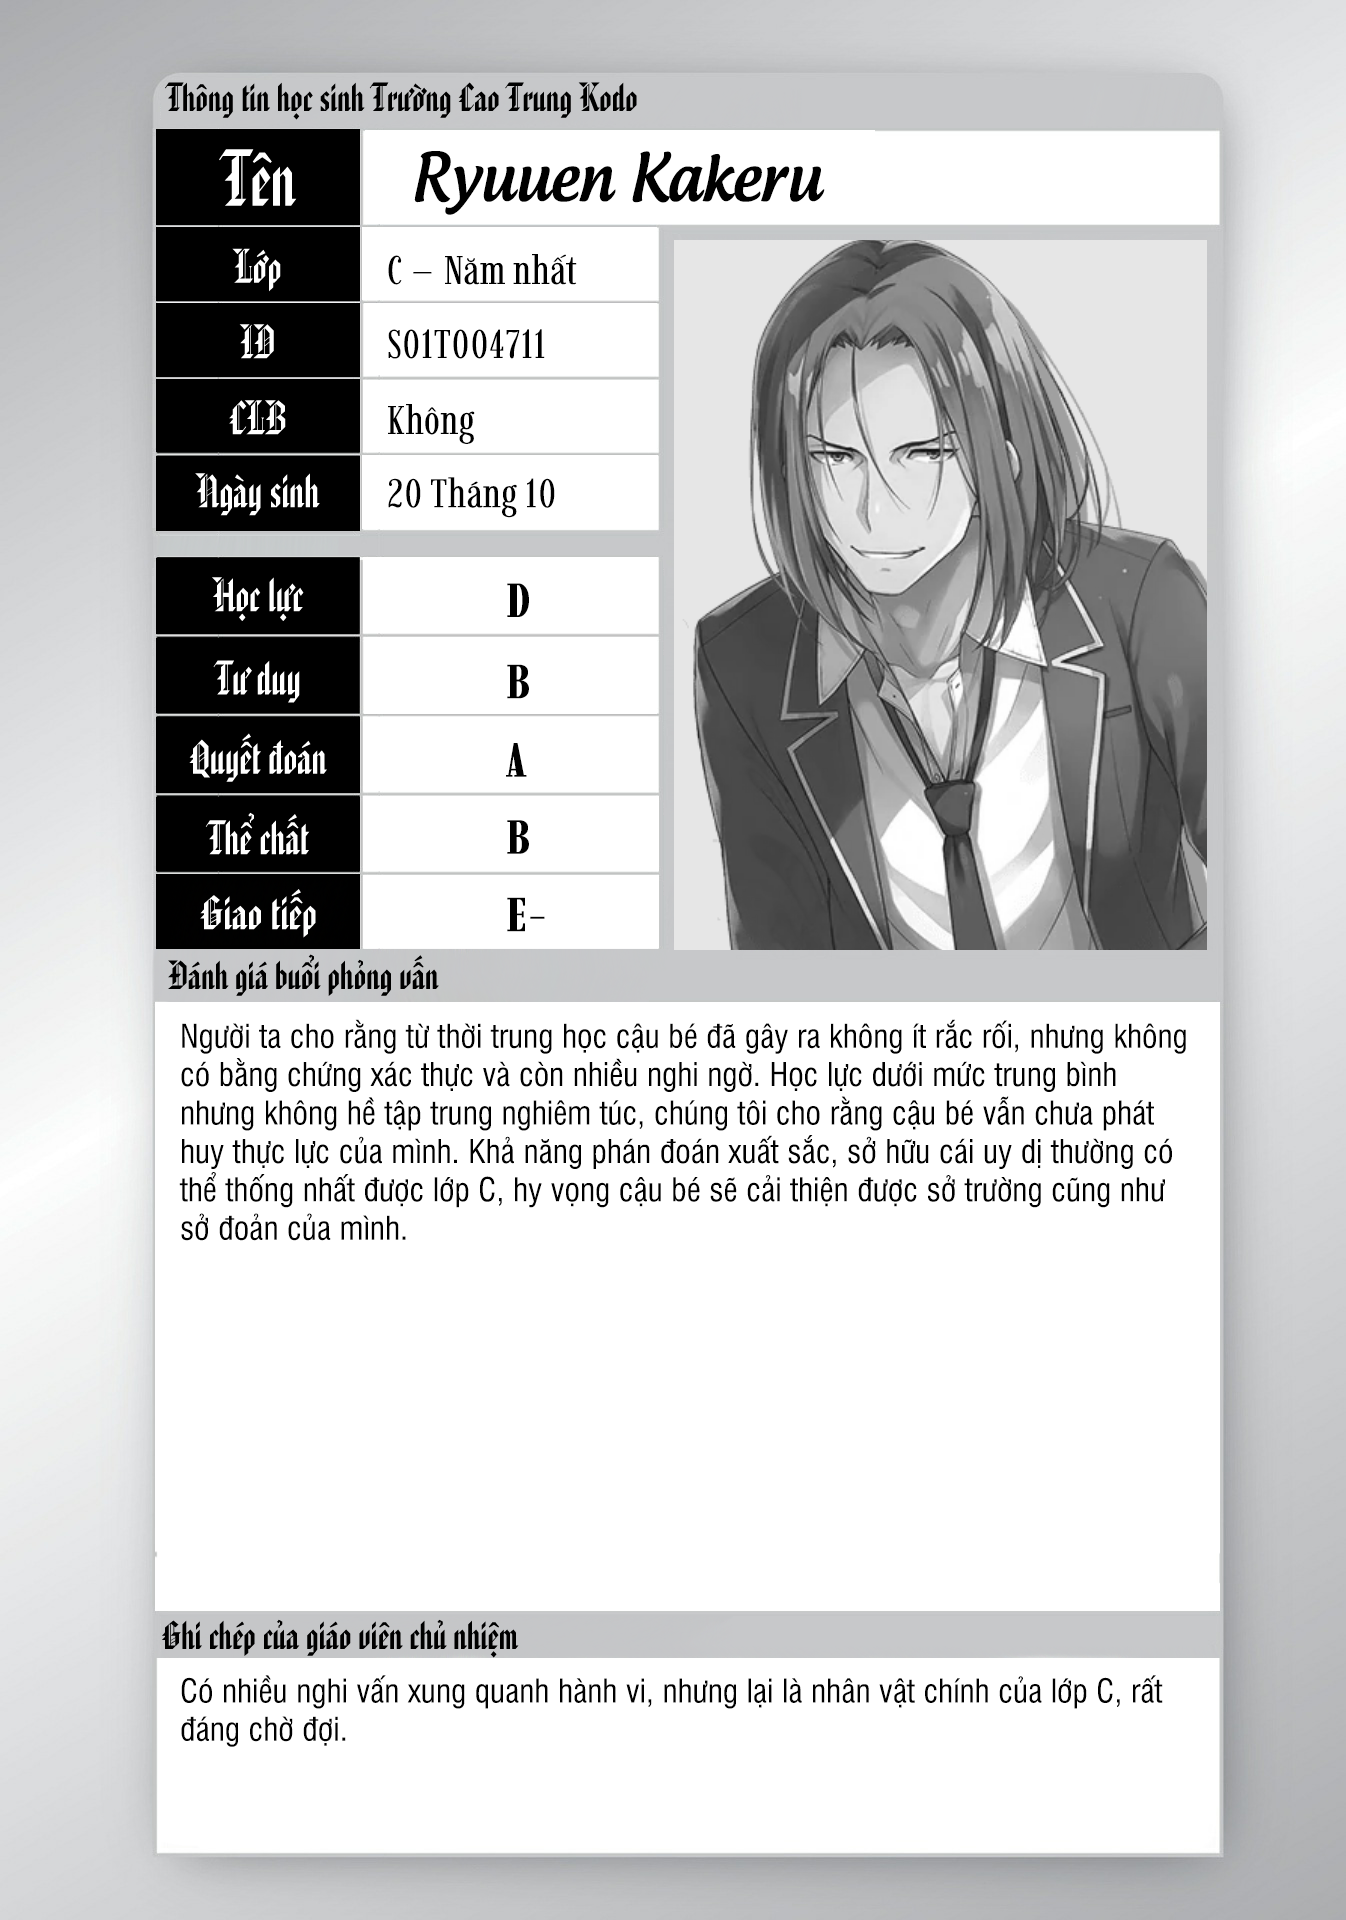 Thông tin học sinh Trường Cao Trung Kodo
Tên Ryuuen Kakeru
Lớp C – Năm nhất
ID S01T004711
CLB Không
Ngày sinh 20 Tháng 10
Học lực D
Tư duy B
Quyết đoán A
Thể chất B
Giao tiếp E-
Đánh giá buổi phỏng vấn
Người ta cho rằng từ thời trung học cậu bé đã gây ra không ít rắc rối, nhưng không
có bằng chứng xác thực và còn nhiều nghi ngờ. Học lực dưới mức trung bình
nhưng không hề tập trung nghiêm túc, chúng tôi cho rằng cậu bé vẫn chưa phát
huy thực lực của mình. Khả năng phán đoán xuất sắc, sở hữu cái uy dị thường có
thể thống nhất được lớp C, hy vọng cậu bé sẽ cải thiện được sở trường cũng như
sở đoản của mình.
Ghi chép của giáo viên chủ nhiệm
Có nhiều nghi vấn xung quanh hành vi, nhưng lại là nhân vật chính của lớp C, rất
đáng chờ đợi.